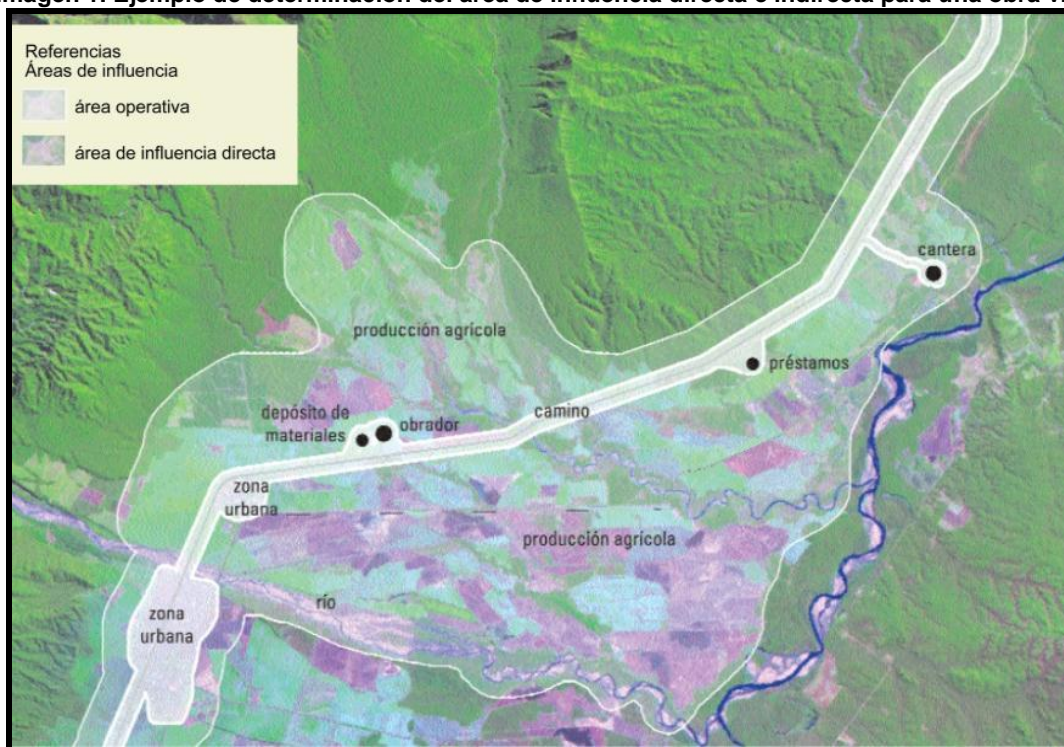 Referencias
Áreas de influencia
área operativa
área de influencia directa
cantera
producción agrícola
préstamos
camino
depósito de
materiales
obrador
zona
urbana
producción agrícola
río
zona
urbana